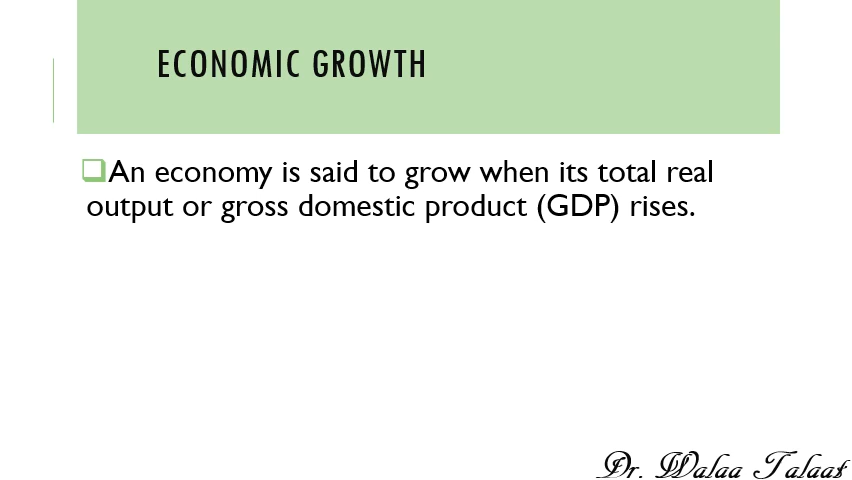 ECONOMIC GROWTH
An economy is said to grow when its total real
output or gross domestic product (GDP) rises.
Dr. Walaa Talaat